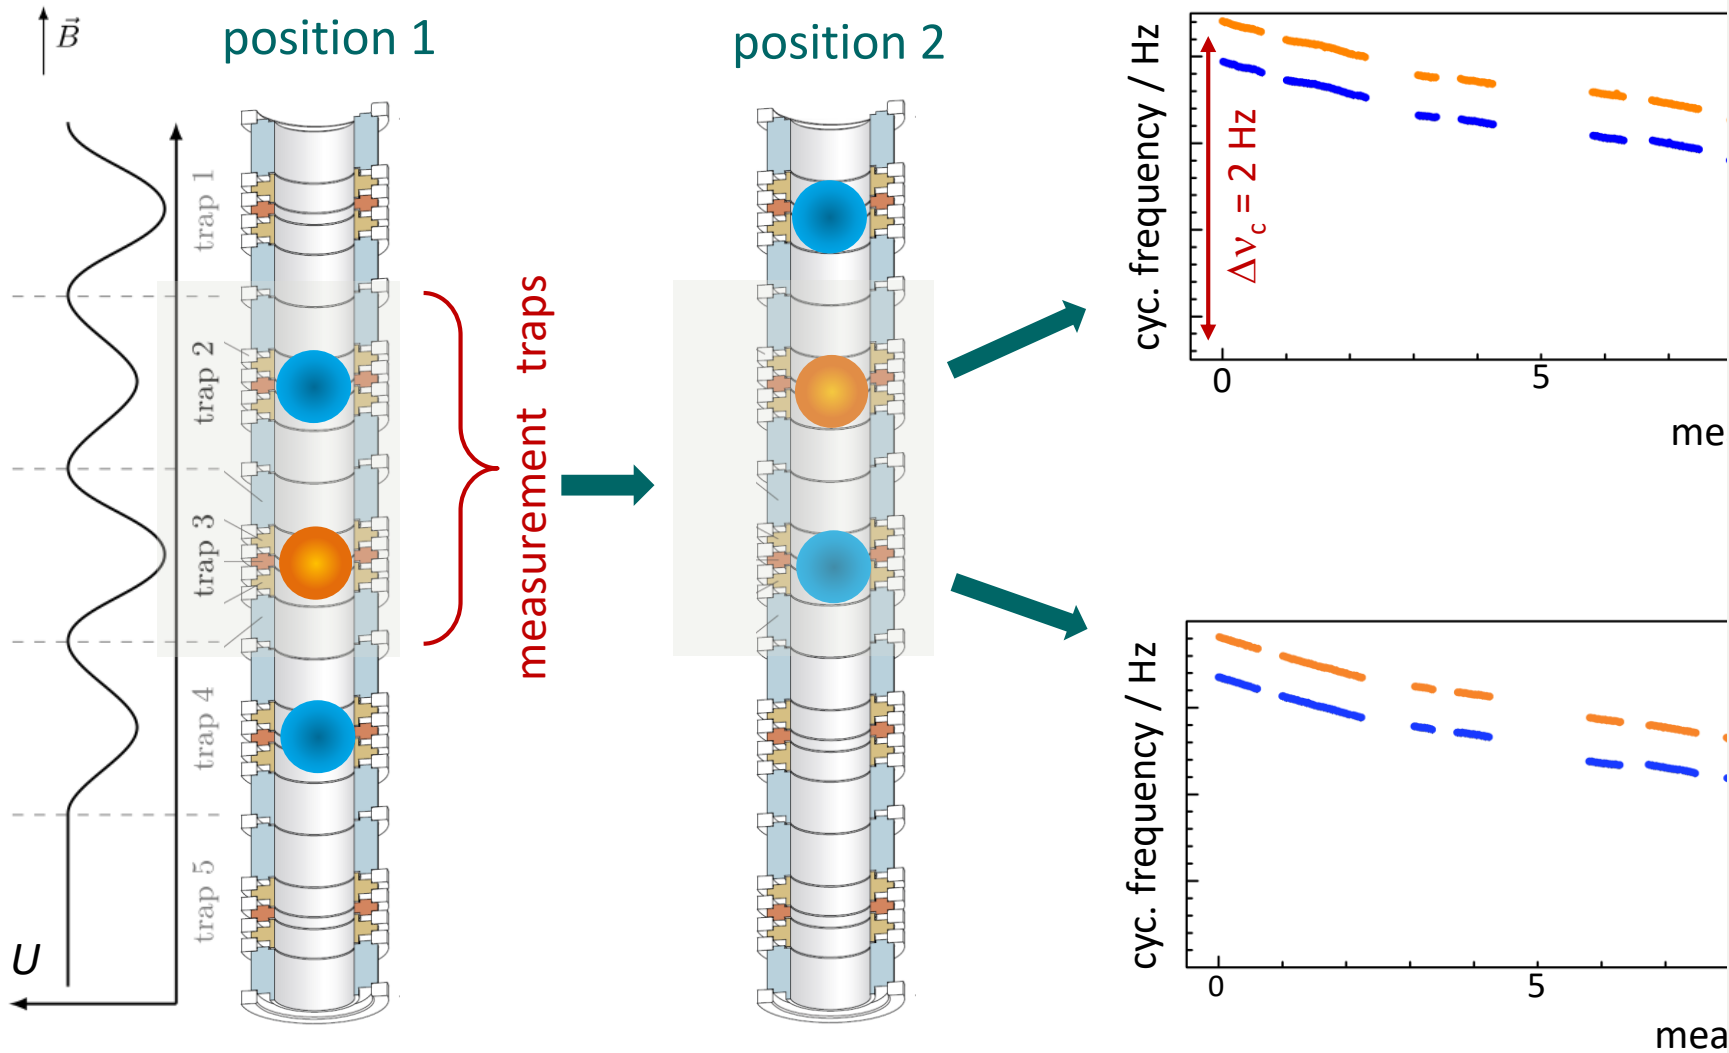 B
position 1
position 2
trap 1
trap 2
trap 3
trap 4
trap 5
U
measurement traps
cyc. frequency / Hz
Δνc = 2 Hz
0
5
me
cyc. frequency / Hz
0
5
mea